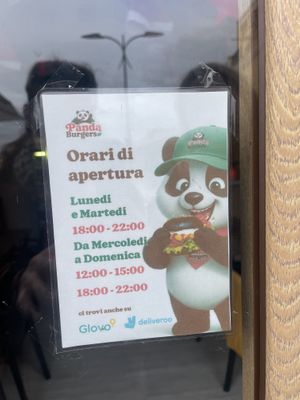 Panda
Burgers
Orari di
apertura
Lunedì
e Martedì
18:00 - 22:00
Da Mercoledì
a Domenica
12:00 - 15:00
18:00 - 22:00
ci trovi anche su
Glovo
deliveroo